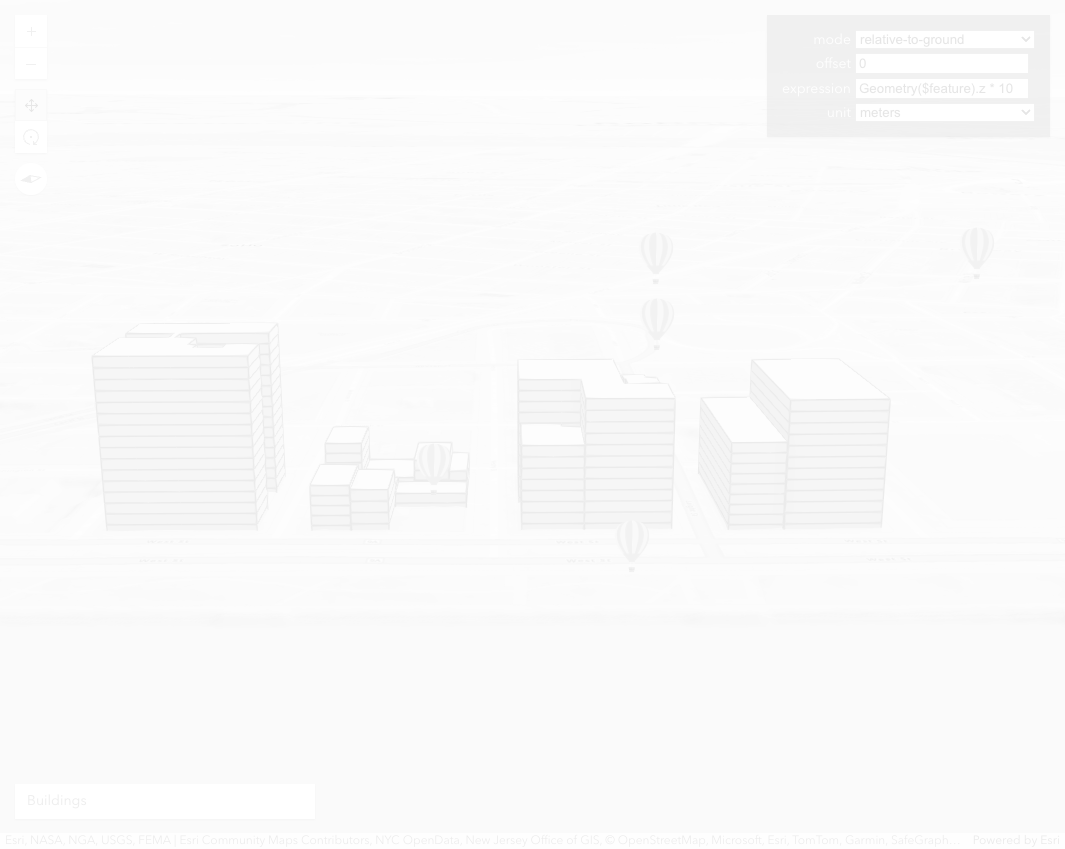 mode relative-to-ground
offset 0
expression Geometry($feature).z * 10
unit meters
Buildings
Esri, NASA, NGA, USGS, FEMA | Esri Community Maps Contributors, NYC OpenData, New Jersey Office of GIS, © OpenStreetMap, Microsoft, Esri, TomTom, Garmin, SafeGraph... Powered by Esri